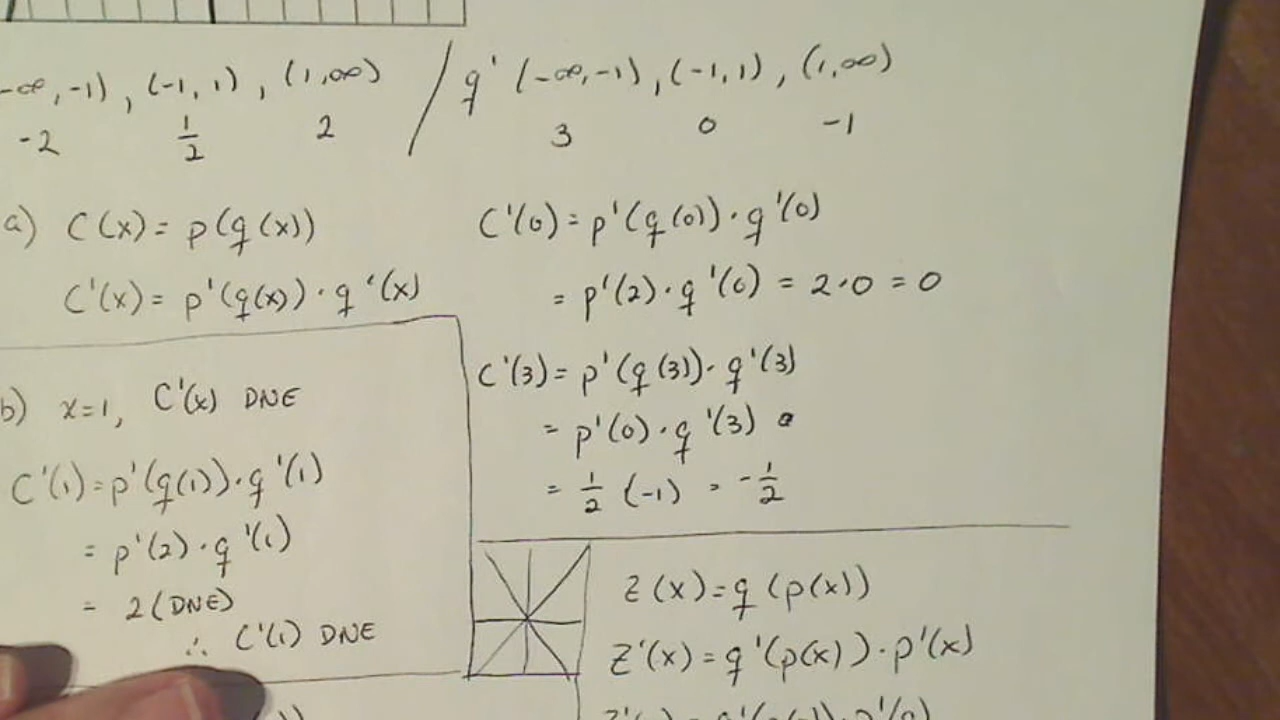 -∞, -1) , (-1, 1) , (1, ∞) / q' (-∞, -1) , (-1, 1) , (1, ∞)
-2 1/2 2 3 0 -1
a) C(x) = p(q(x))
C'(x) = p'(q(x)) · q'(x)
C'(0) = p'(q(0)) · q'(0)
= p'(2) · q'(0) = 2·0 = 0
C'(3) = p'(q(3)) · q'(3)
= p'(0) · q'(3)
= 1/2 (-1) = -1/2
b) x=1, C'(x) DNE
C'(1) = p'(q(1)) · q'(1)
= p'(2) · q'(1)
= 2(DNE)
∴ C'(1) DNE
Z(x) = q(p(x))
Z'(x) = q'(p(x)) · p'(x)